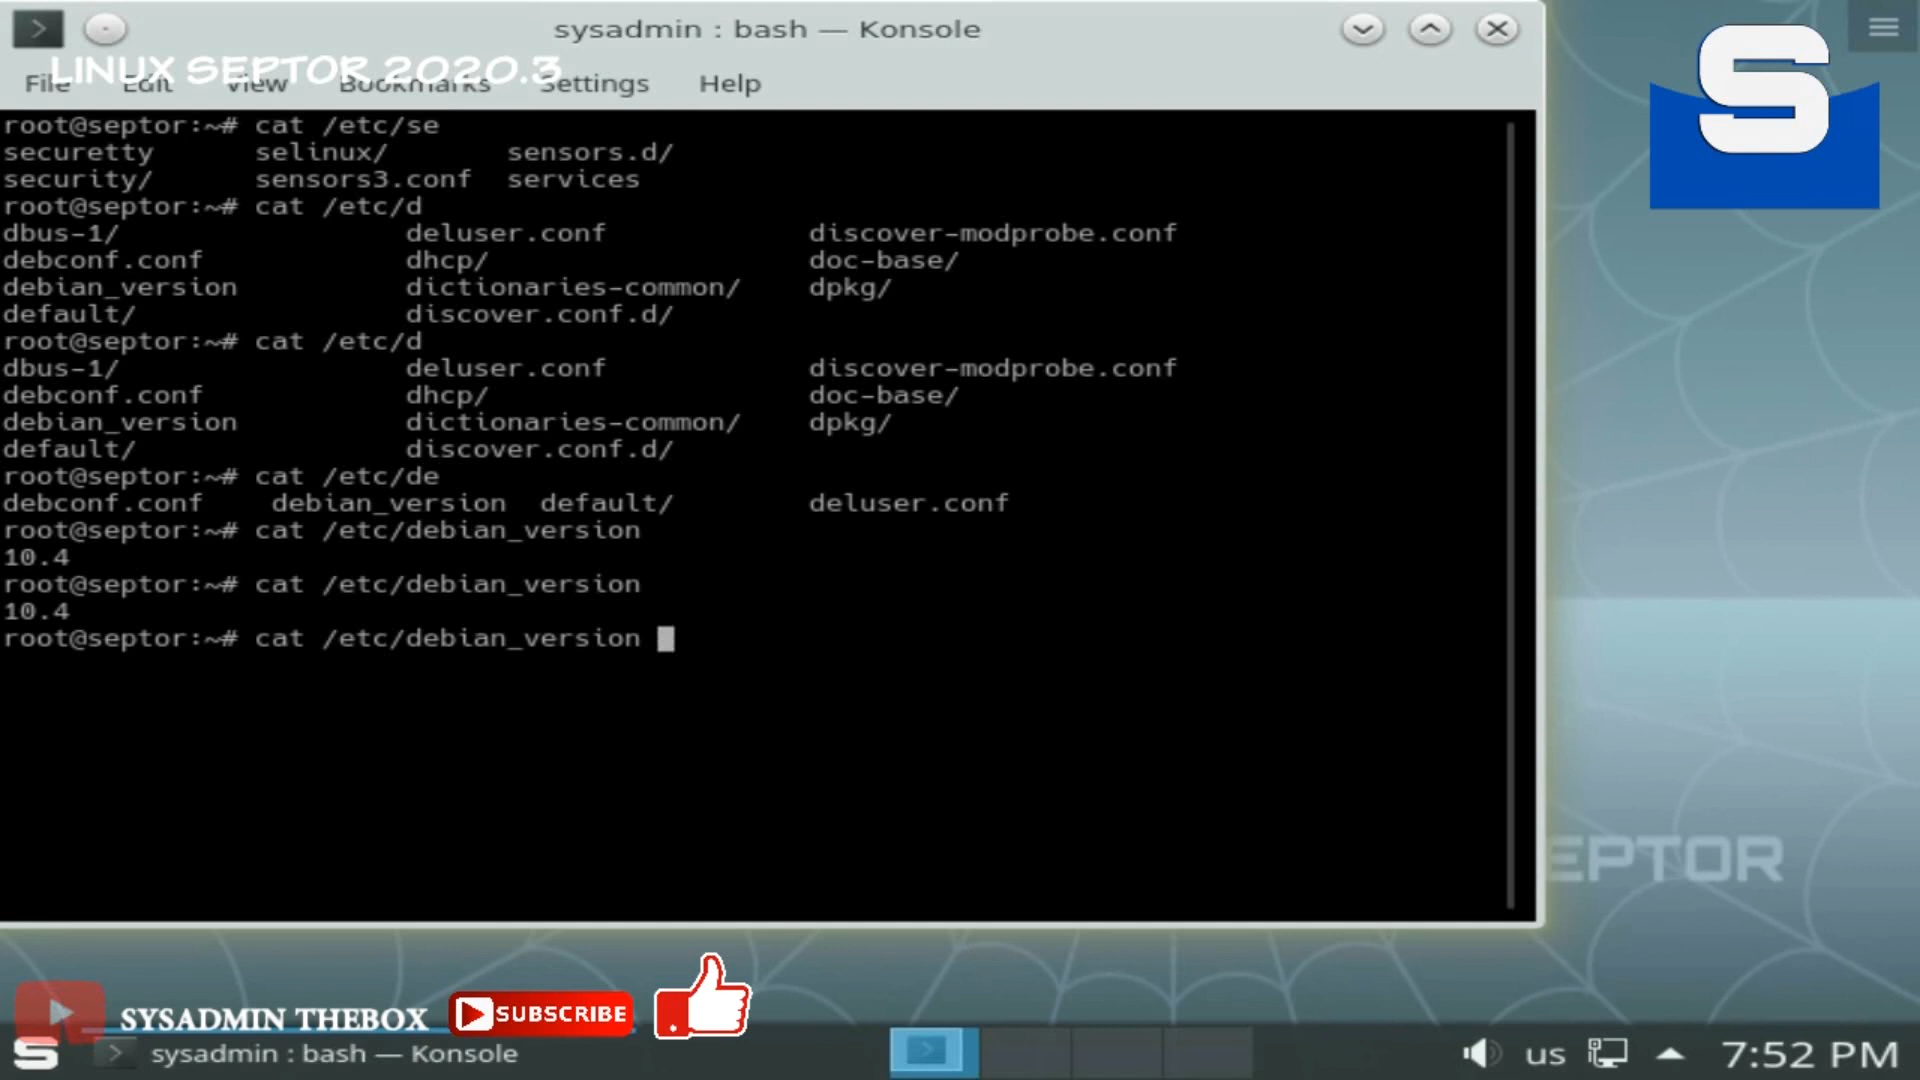 sysadmin : bash — Konsole
LINUX SEPTOR 2020.3
File Edit View Bookmarks Settings Help
root@septor:~# cat /etc/se
securetty selinux/ sensors.d/
security/ sensors3.conf services
root@septor:~# cat /etc/d
dbus-1/ deluser.conf discover-modprobe.conf
debconf.conf dhcp/ doc-base/
debian_version dictionaries-common/ dpkg/
default/ discover.conf.d/
root@septor:~# cat /etc/d
dbus-1/ deluser.conf discover-modprobe.conf
debconf.conf dhcp/ doc-base/
debian_version dictionaries-common/ dpkg/
default/ discover.conf.d/
root@septor:~# cat /etc/de
debconf.conf debian_version default/ deluser.conf
root@septor:~# cat /etc/debian_version
10.4
root@septor:~# cat /etc/debian_version
10.4
root@septor:~# cat /etc/debian_version
S
EPTOR
SYSADMIN THEBOX
SUBSCRIBE
S
sysadmin : bash — Konsole
us
7:52 PM